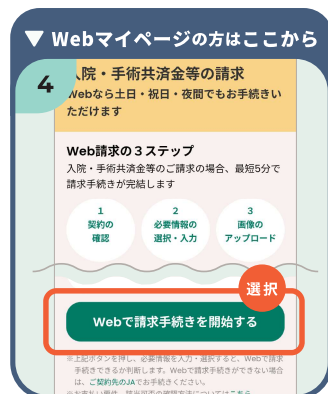 ▼ Webマイページの方はここから
4
入院・手術共済金等の請求
Webなら土日・祝日・夜間でもお手続きい
ただけます
Web請求の3ステップ
入院・手術共済金等のご請求の場合、最短5分で
請求手続きが完結します
1
契約の
確認
2
必要情報の
選択・入力
3
画像の
アップロード
選択
Webで請求手続きを開始する
※上記ボタンを押し、必要情報を入力・選択すると、Webで請求
手続きできるか判断します。Webで請求手続きができない場合
は、ご契約先のJAでお手続きください。